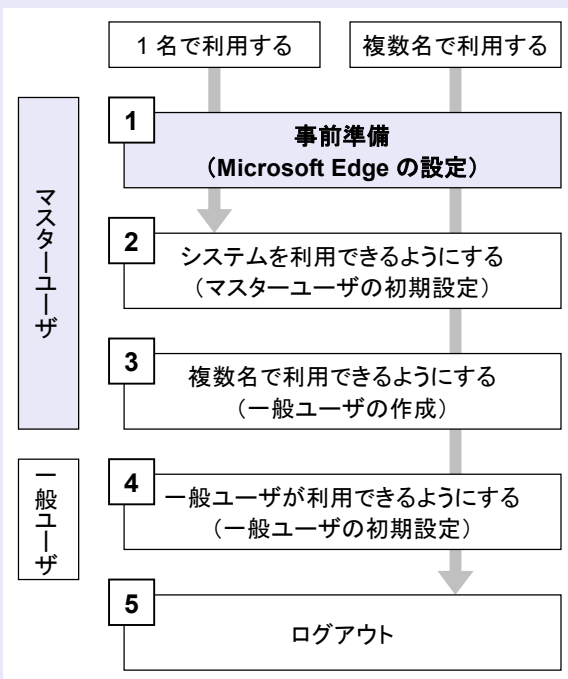 1 名で利用する
複数名で利用する
マスターユーザ
1
事前準備
（Microsoft Edge の設定）
2
システムを利用できるようにする
（マスターユーザの初期設定）
3
複数名で利用できるようにする
（一般ユーザの作成）
一般ユーザ
4
一般ユーザが利用できるようにする
（一般ユーザの初期設定）
5
ログアウト